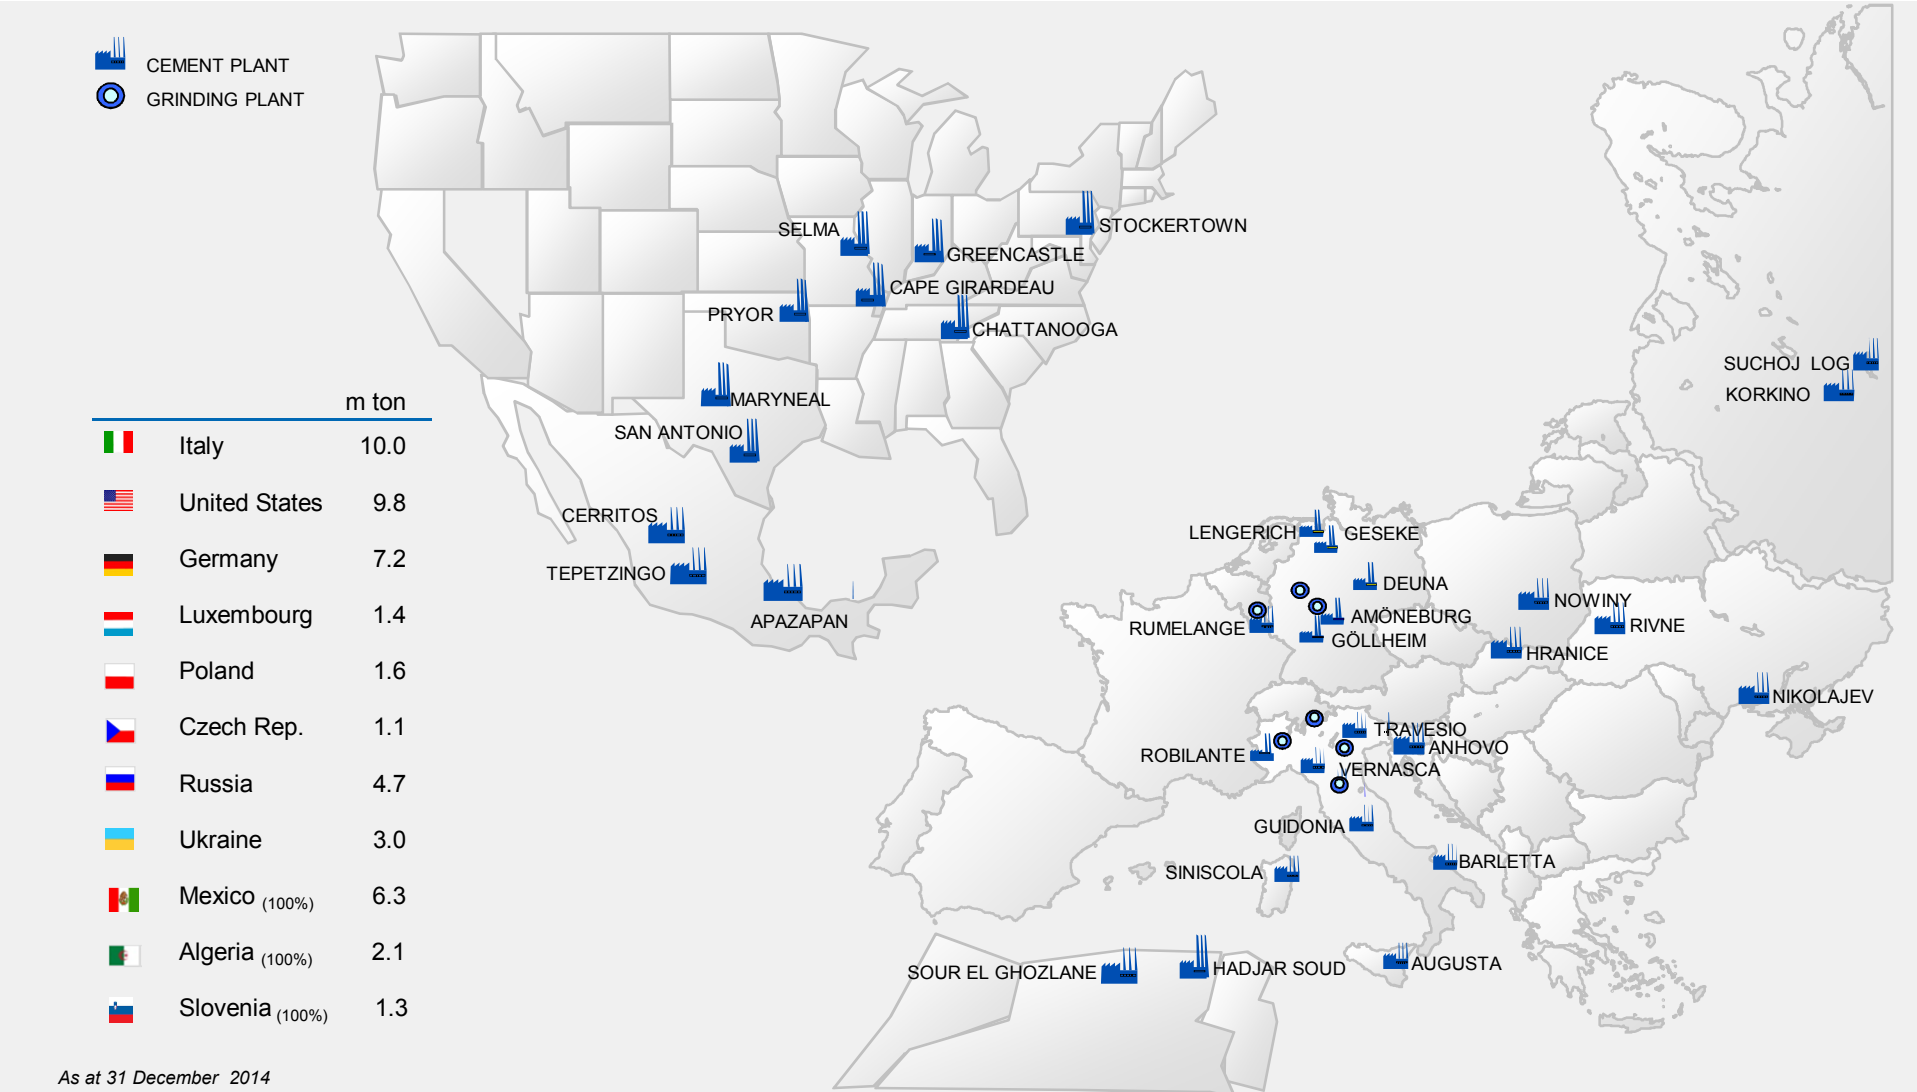 CEMENT PLANT
GRINDING PLANT
SELMA
STOCKERTOWN
GREENCASTLE
CAPE GIRARDEAU
PRYOR
CHATTANOOGA
MARYNEAL
SAN ANTONIO
CERRITOS
TEPETZINGO
APAZAPAN
SUCHOJ LOG
KORKINO
LENGERICH
GESEKE
DEUNA
NOWINY
AMÖNEBURG
RUMELANGE
RIVNE
GÖLLHEIM
HRANICE
NIKOLAJEV
TRAVESIO
ANHOVO
ROBILANTE
VERNASCA
GUIDONIA
BARLETTA
SINISCOLA
AUGUSTA
SOUR EL GHOZLANE
HADJAR SOUD
m ton
Italy 10.0
United States 9.8
Germany 7.2
Luxembourg 1.4
Poland 1.6
Czech Rep. 1.1
Russia 4.7
Ukraine 3.0
Mexico (100%) 6.3
Algeria (100%) 2.1
Slovenia (100%) 1.3
As at 31 December 2014